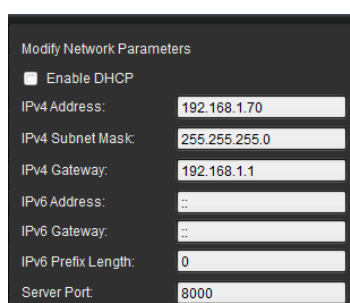 Modify Network Parameters
Enable DHCP
IPv4 Address: 192.168.1.70
IPv4 Subnet Mask: 255.255.255.0
IPv4 Gateway: 192.168.1.1
IPv6 Address: ::
IPv6 Gateway: ::
IPv6 Prefix Length: 0
Server Port: 8000